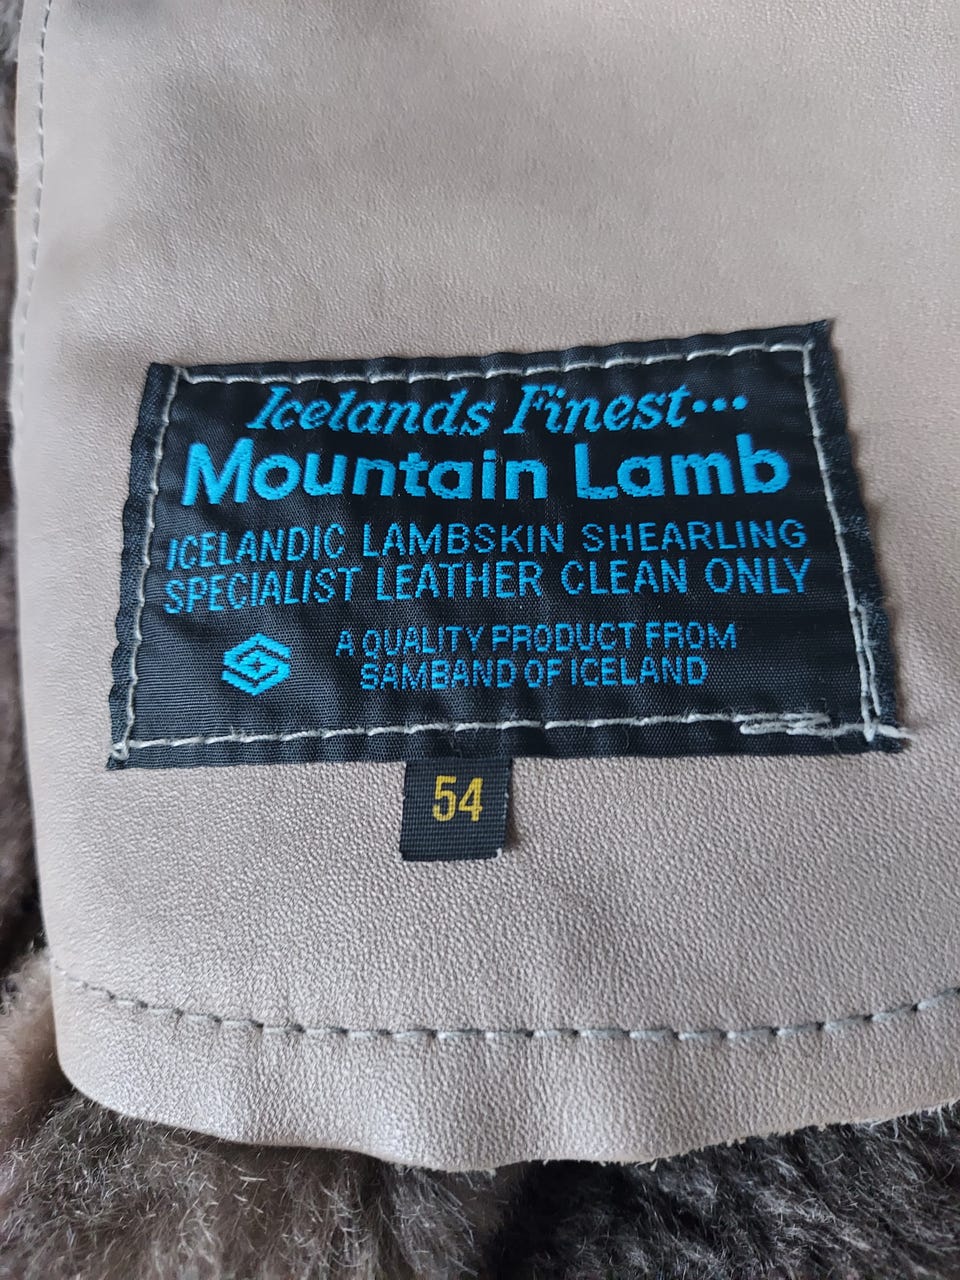 Icelands Finest...
Mountain Lamb
ICELANDIC LAMBSKIN SHEARLING
SPECIALIST LEATHER CLEAN ONLY
A QUALITY PRODUCT FROM
SAMBAND OF ICELAND
54